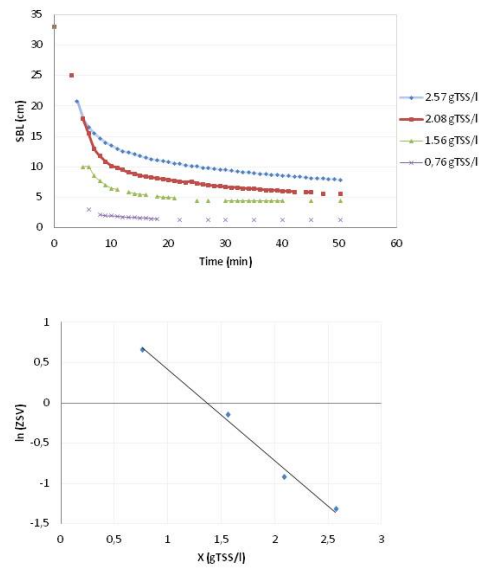 35
30
25
20
15
10
5
0
SBL (cm)
0 10 20 30 40 50 60
Time (min)
2.57 gTSS/l
2.08 gTSS/l
1.56 gTSS/l
0,76 gTSS/l
1
0,5
0
-0,5
-1
-1,5
ln (ZSV)
0 0,5 1 1,5 2 2,5 3
X (gTSS/l)